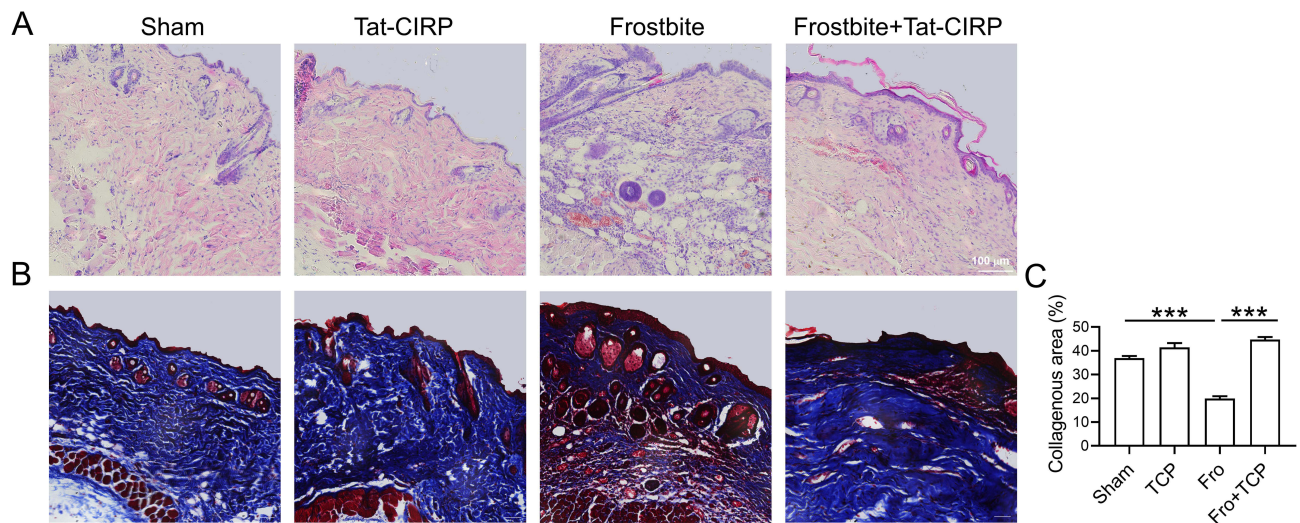 A
Sham
Tat-CIRP
Frostbite
Frostbite+Tat-CIRP
100 μm
B
C
Collagenous area (%)
50
40
30
20
10
0
***
***
Sham
TCP
Fro
Fro+TCP